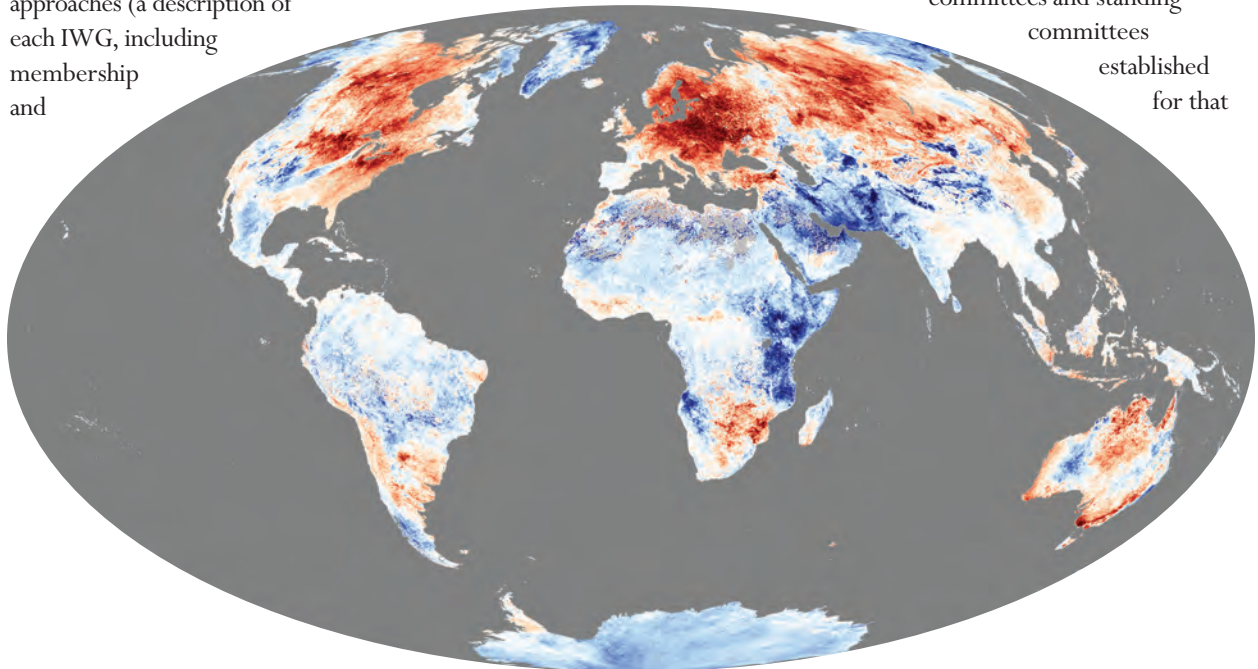 approaches (a description of
each IWG, including
membership
and
committees and standing
committees
established
for that